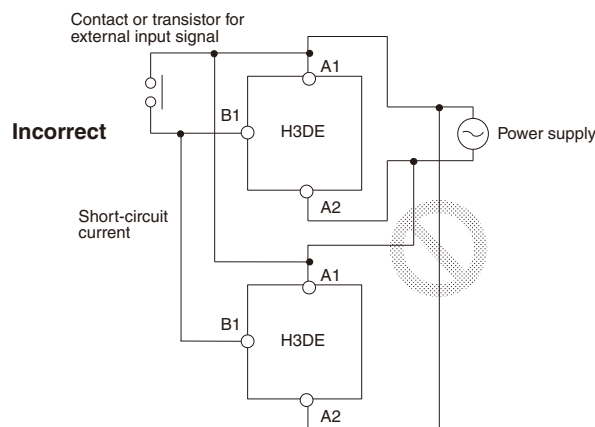 Contact or transistor for
external input signal
A1
B1
H3DE
Incorrect
Power supply
A2
Short-circuit
current
A1
B1
H3DE
A2